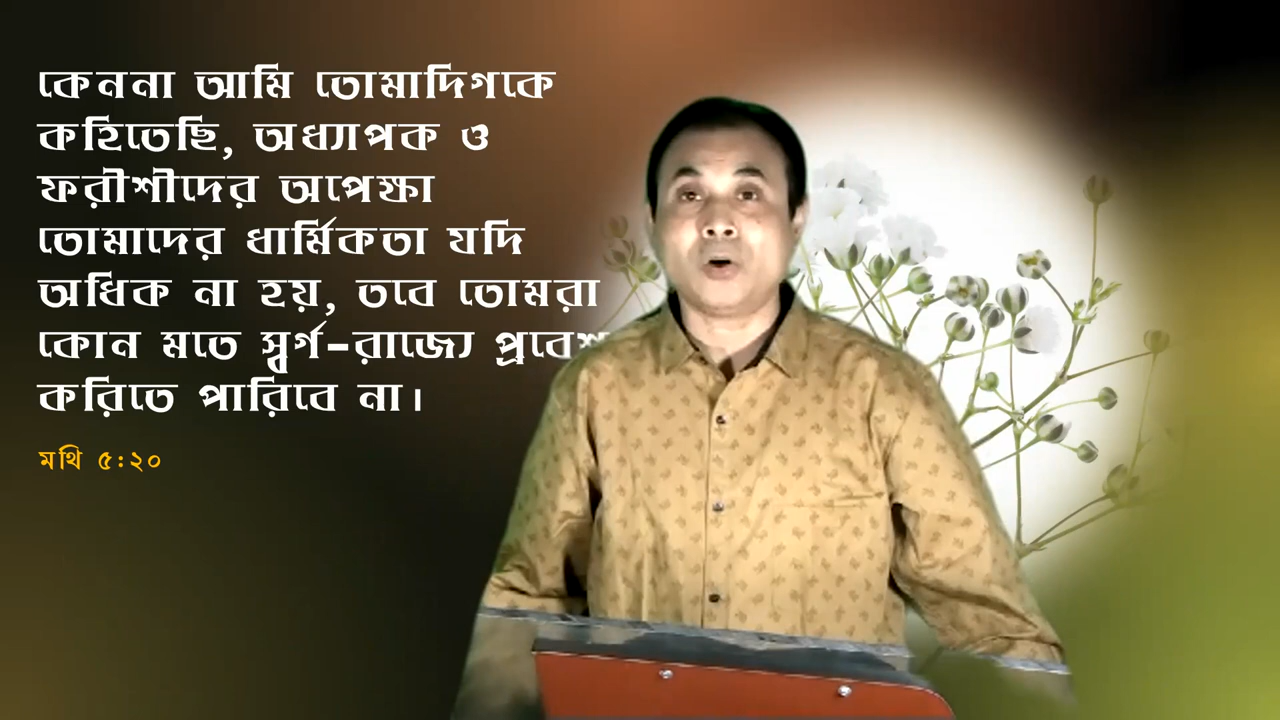 কেননা আমি তোমাদিগকে
কহিতেছি, অধ্যাপক ও
ফরীশীদের অপেক্ষা
তোমাদের ধার্মিকতা যদি
অধিক না হয়, তবে তোমরা
কোন মতে স্বর্গ-রাজ্যে প্রবেশ
করিতে পারিবে না।
মথি ৫:২০